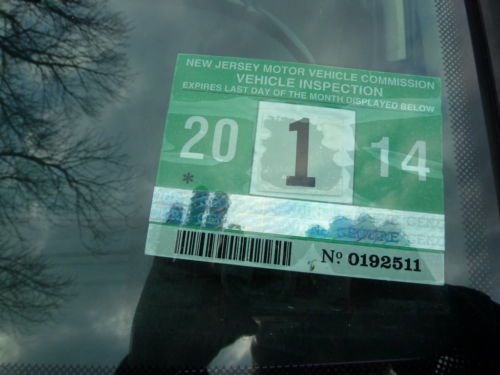 NEW JERSEY MOTOR VEHICLE COMMISSION
VEHICLE INSPECTION
EXPIRES LAST DAY OF THE MONTH DISPLAYED BELOW
20 1 14
*
Nº 0192511